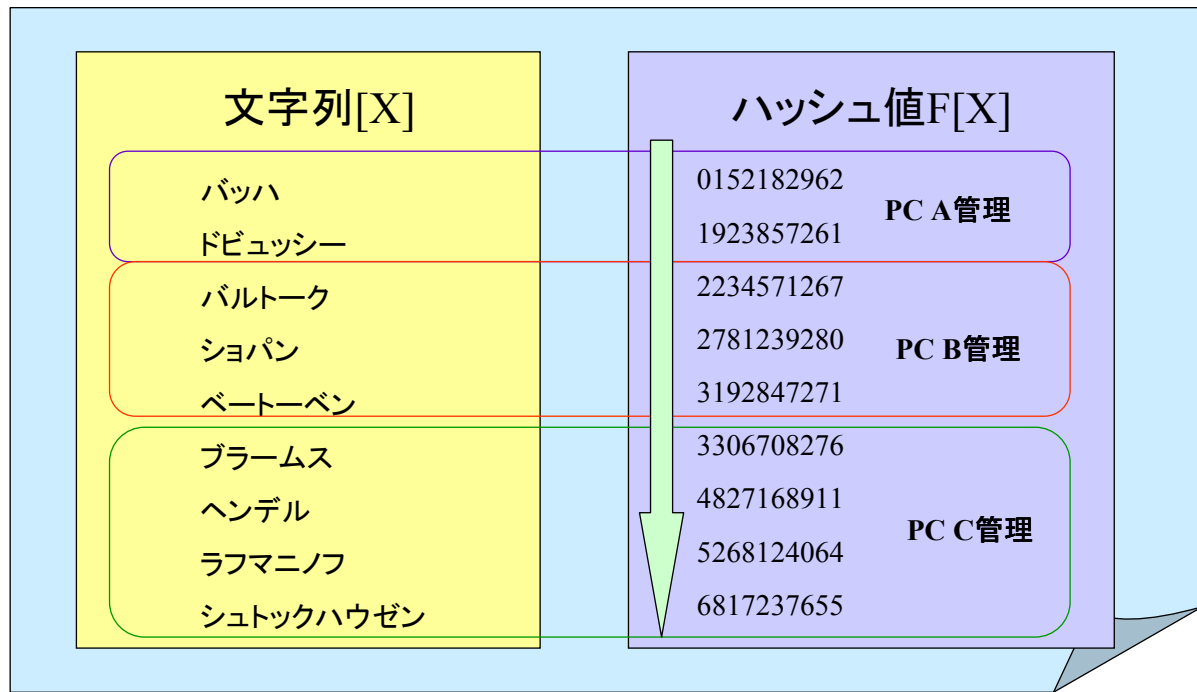 文字列[X]
ハッシュ値F[X]
バッハ
0152182962
PC A管理
ドビュッシー
1923857261
バルトーク
2234571267
ショパン
2781239280
PC B管理
ベートーベン
3192847271
ブラームス
3306708276
ヘンデル
4827168911
PC C管理
ラフマニノフ
5268124064
シュトックハウゼン
6817237655